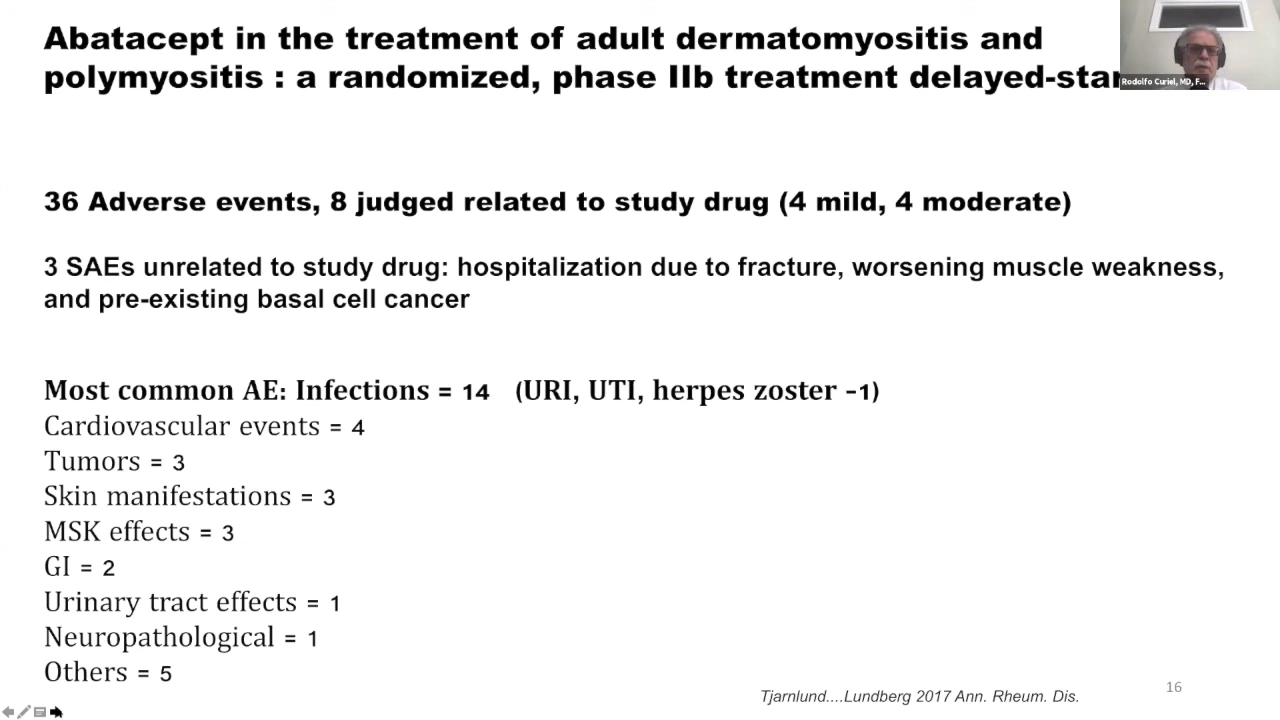 Abatacept in the treatment of adult dermatomyositis and
polymyositis : a randomized, phase IIb treatment delayed-star
Rodolfo Curiel, MD, F...
36 Adverse events, 8 judged related to study drug (4 mild, 4 moderate)
3 SAEs unrelated to study drug: hospitalization due to fracture, worsening muscle weakness,
and pre-existing basal cell cancer
Most common AE: Infections = 14 (URI, UTI, herpes zoster -1)
Cardiovascular events = 4
Tumors = 3
Skin manifestations = 3
MSK effects = 3
GI = 2
Urinary tract effects = 1
Neuropathological = 1
Others = 5
Tjarnlund....Lundberg 2017 Ann. Rheum. Dis.
16